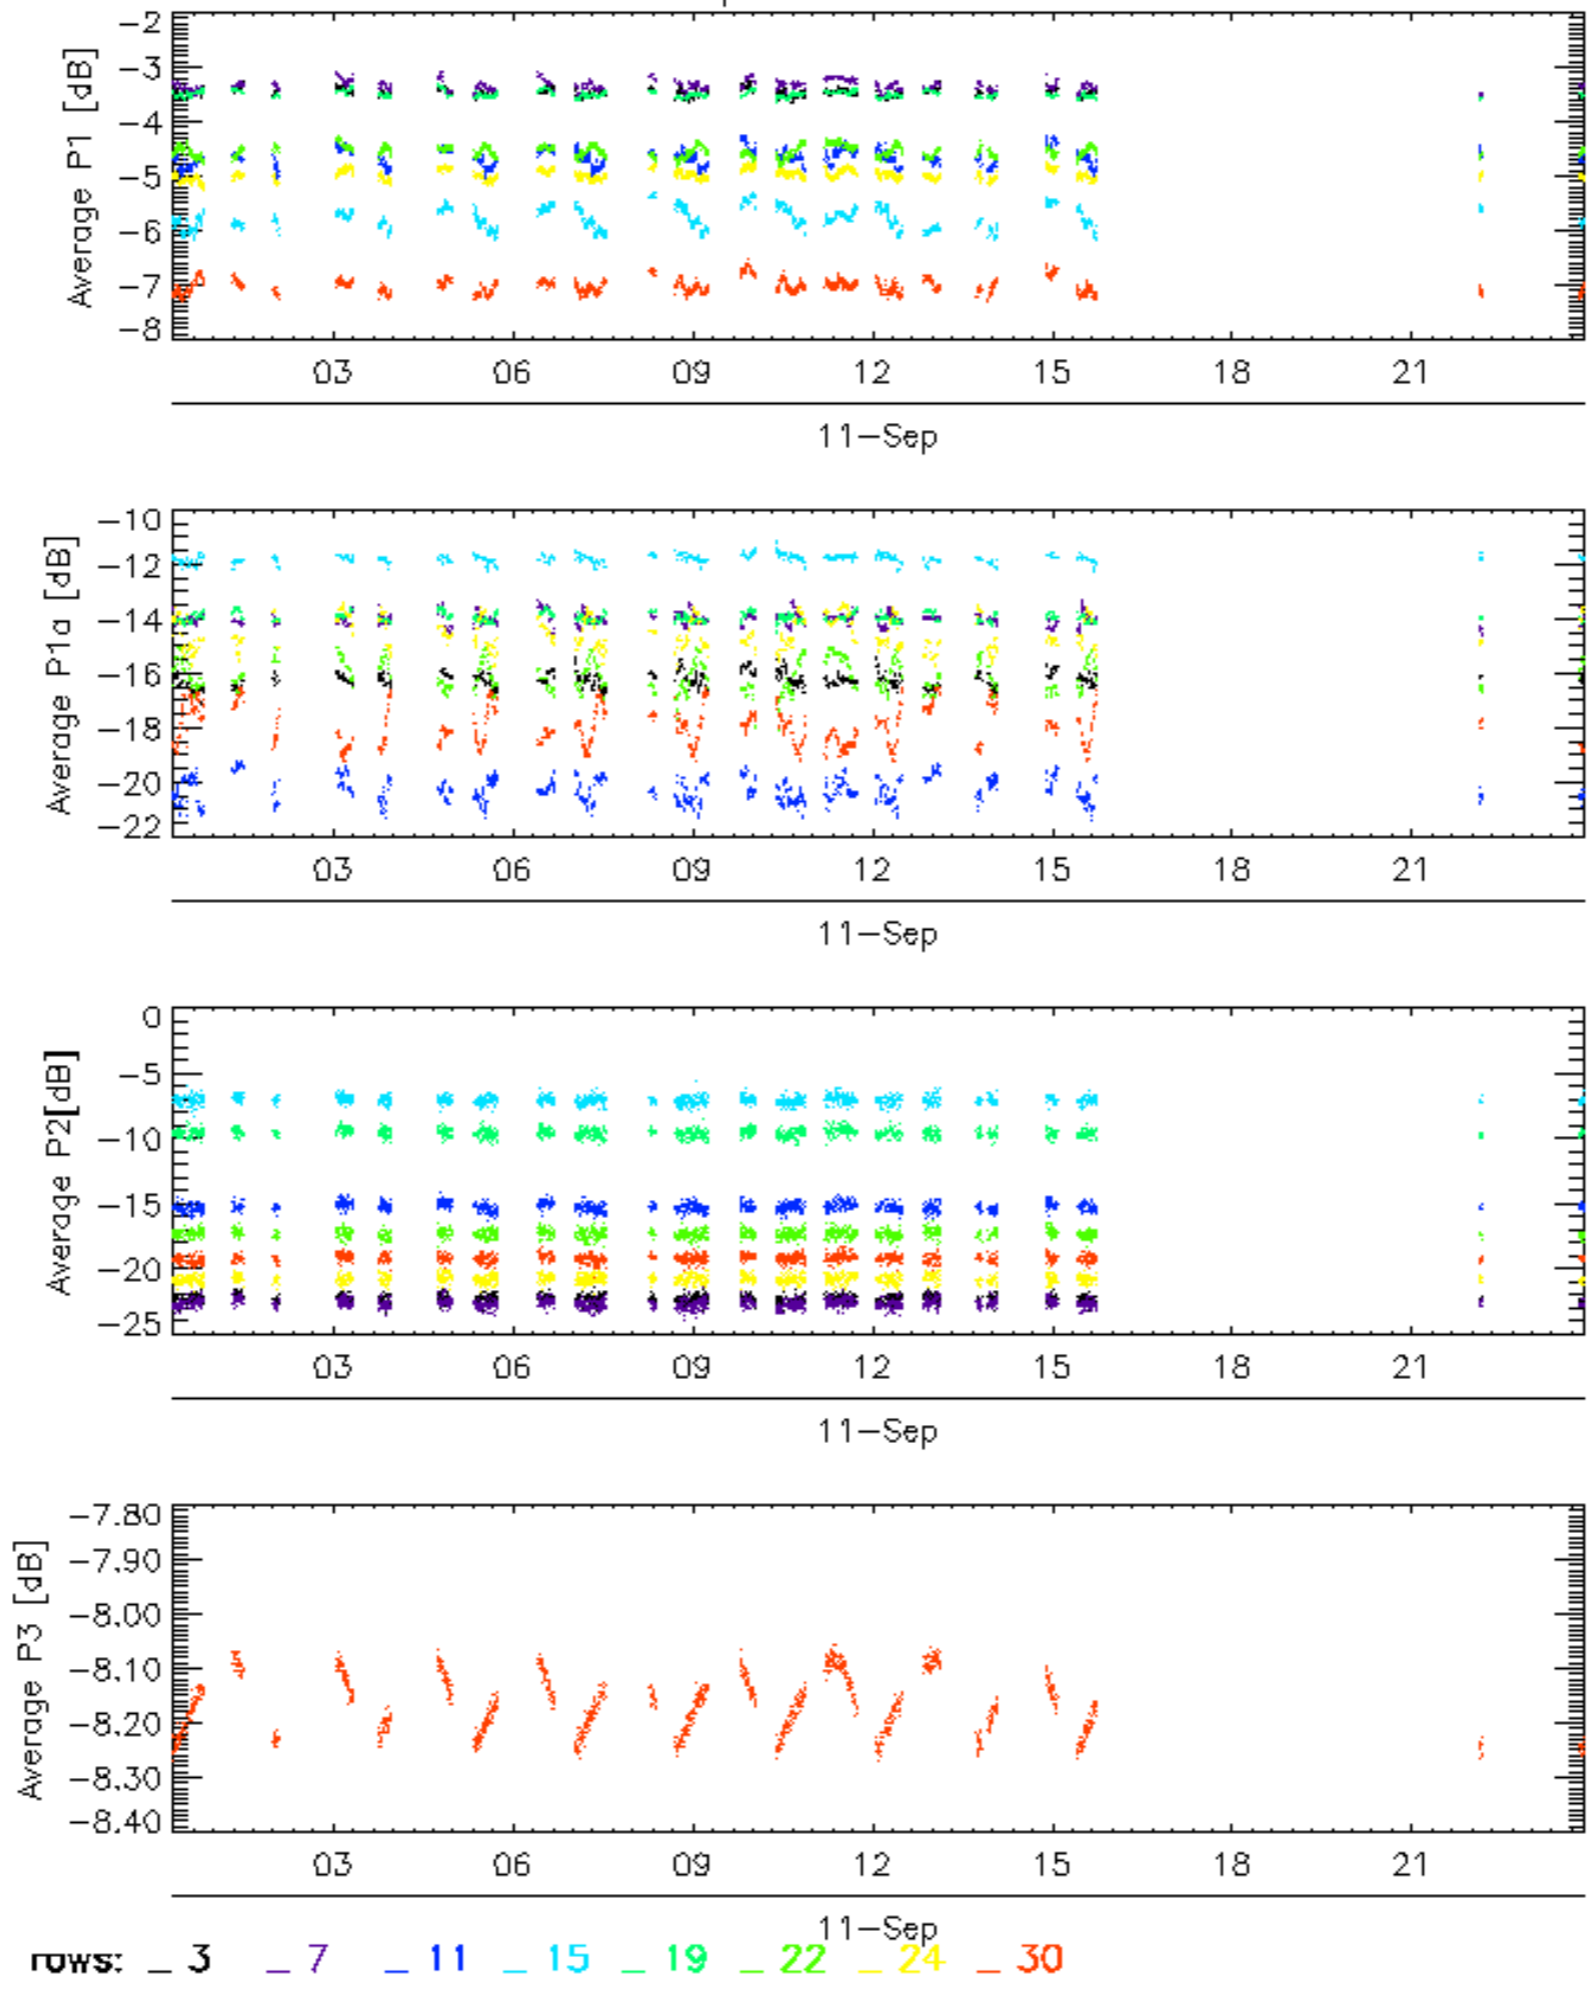 Average P1 [dB]
-2
-3
-4
-5
-6
-7
-8
03 06 09 12 15 18 21
11-Sep
Average P1a [dB]
-10
-12
-14
-16
-18
-20
-22
03 06 09 12 15 18 21
11-Sep
Average P2[dB]
0
-5
-10
-15
-20
-25
03 06 09 12 15 18 21
11-Sep
Average P3 [dB]
-7.80
-7.90
-8.00
-8.10
-8.20
-8.30
-8.40
03 06 09 12 15 18 21
11-Sep
rows: _ 3 _ 7 _ 11 _ 15 _ 19 _ 22 _ 24 _ 30